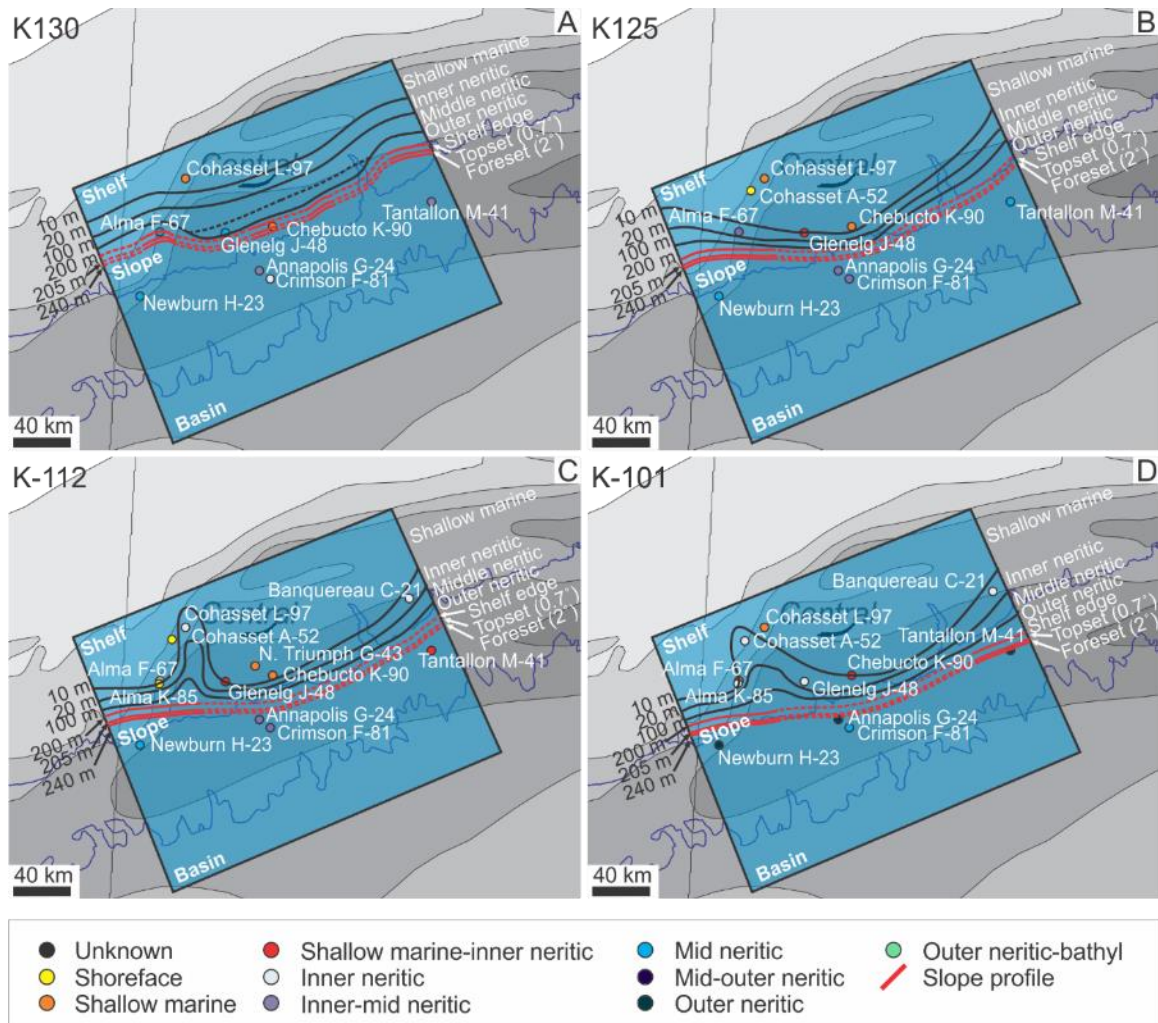 K130
A
Shallow marine
Inner neritic
Middle neritic
Outer neritic
Shelf edge
Topset (0.7°)
Foreset (2°)
Central
Cohasset L-97
Shelf
10 m
20 m
100 m
200 m
205 m
240 m
Alma F-67
Tantallon M-41
Chebucto K-90
Glenelg J-48
Slope
Annapolis G-24
Crimson F-81
Newburn H-23
Basin
40 km
K125
B
Shallow marine
Inner neritic
Middle neritic
Outer neritic
Shelf edge
Topset (0.7°)
Foreset (2°)
Central
Cohasset L-97
Shelf
Cohasset A-52
10 m
20 m
100 m
200 m
205 m
240 m
Alma F-67
Chebucto K-90
Tantallon M-41
Glenelg J-48
Slope
Annapolis G-24
Crimson F-81
Newburn H-23
Basin
40 km
K-112
C
Shallow marine
Inner neritic
Middle neritic
Outer neritic
Shelf edge
Topset (0.7°)
Foreset (2°)
Banquereau C-21
Central
Cohasset L-97
Shelf
Cohasset A-52
N. Triumph G-43
Tantallon M-41
Alma F-67
Chebucto K-90
10 m
20 m
100 m
200 m
205 m
240 m
Alma K-85
Glenelg J-48
Slope
Annapolis G-24
Crimson F-81
Newburn H-23
Basin
40 km
K-101
D
Shallow marine
Inner neritic
Middle neritic
Outer neritic
Shelf edge
Topset (0.7°)
Foreset (2°)
Banquereau C-21
Central
Cohasset L-97
Shelf
Cohasset A-52
Tantallon M-41
Alma F-67
Chebucto K-90
10 m
20 m
100 m
200 m
205 m
240 m
Alma K-85
Glenelg J-48
Slope
Annapolis G-24
Crimson F-81
Newburn H-23
Basin
40 km
Unknown
Shoreface
Shallow marine
Shallow marine-inner neritic
Inner neritic
Inner-mid neritic
Mid neritic
Mid-outer neritic
Outer neritic
Outer neritic-bathyl
Slope profile